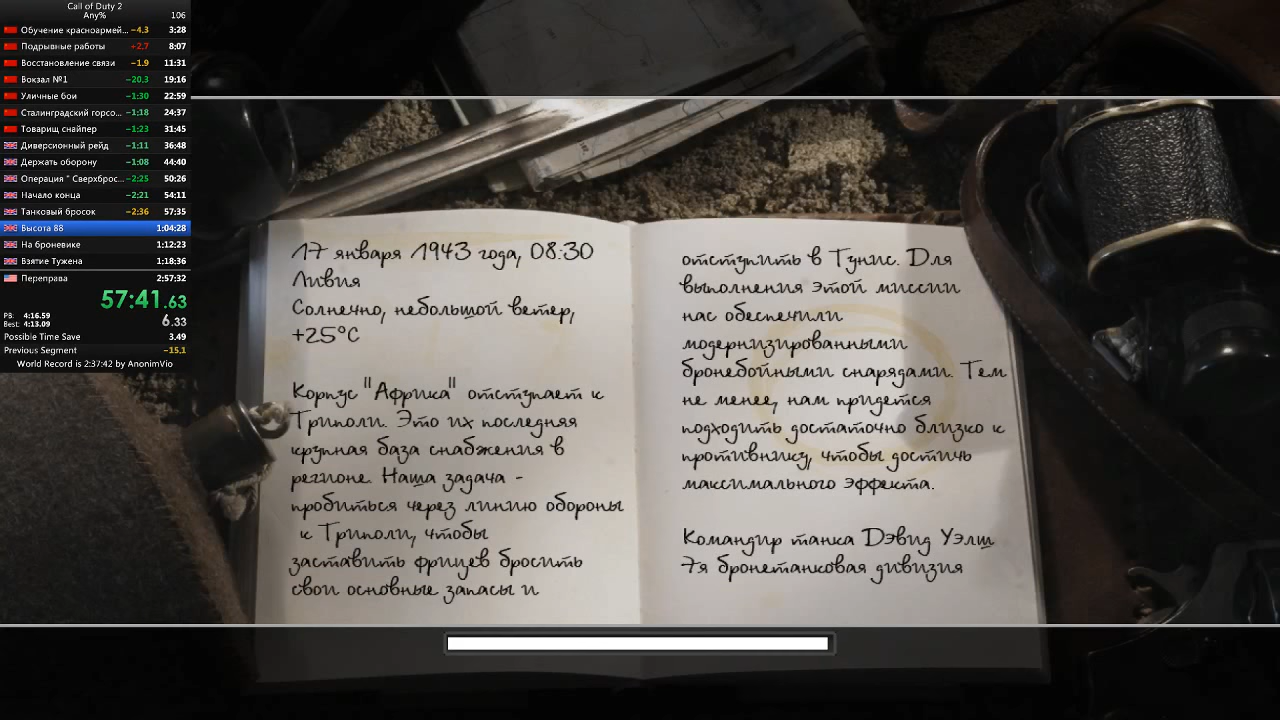 Call of Duty 2
Any% 106
Обучение красноармей... −4,3 3:28
Подрывные работы +2,7 8:07
Восстановление связи −1.9 11:31
Вокзал №1 −20,3 19:16
Уличные бои −1:30 22:59
Сталинградский горсо... −1:18 24:37
Товарищ снайпер −1:23 31:45
Диверсионный рейд −1:11 36:48
Держать оборону −1:08 44:40
Операция " Сверхброс... −2:25 50:26
Начало конца −2:21 54:11
Танковый бросок −2:36 57:35
Высота 88 1:04:28
На броневике 1:12:23
Взятие Тужена 1:18:36
Переправа 2:57:32
57:41.63
PB: 4:16.59
Best: 4:13.09
6.33
Possible Time Save 3.49
Previous Segment −15,1
World Record is 2:37:42 by AnonimVio
17 января 1943 года, 08:30
Ливия
Солнечно, небольшой ветер,
+25°C
Корпус "Африка" отступает к
Триполи. Это их последняя
крупная база снабжения в
регионе. Наша задача -
пробиться через линию обороны
к Триполи, чтобы
заставить фрицев бросить
свои основные запасы и
отступить в Тунис. Для
выполнения этой миссии
нас обеспечили
модернизированными
бронебойными снарядами. Тем
не менее, нам придется
подходить достаточно близко к
противнику, чтобы достичь
максимального эффекта.
Командир танка Дэвид Уэлш
7я бронетанковая дивизия